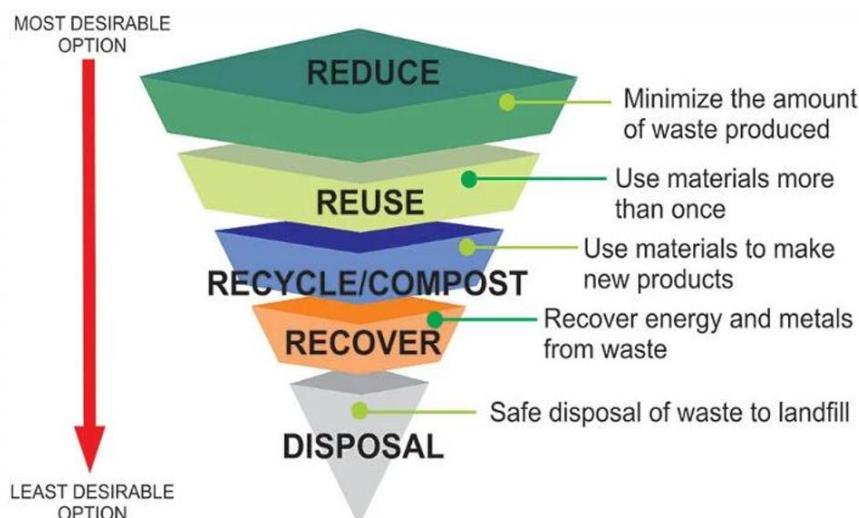 MOST DESIRABLE
OPTION
REDUCE
Minimize the amount
of waste produced
REUSE
Use materials more
than once
RECYCLE/COMPOST
Use materials to make
new products
RECOVER
Recover energy and metals
from waste
DISPOSAL
Safe disposal of waste to landfill
LEAST DESIRABLE
OPTION